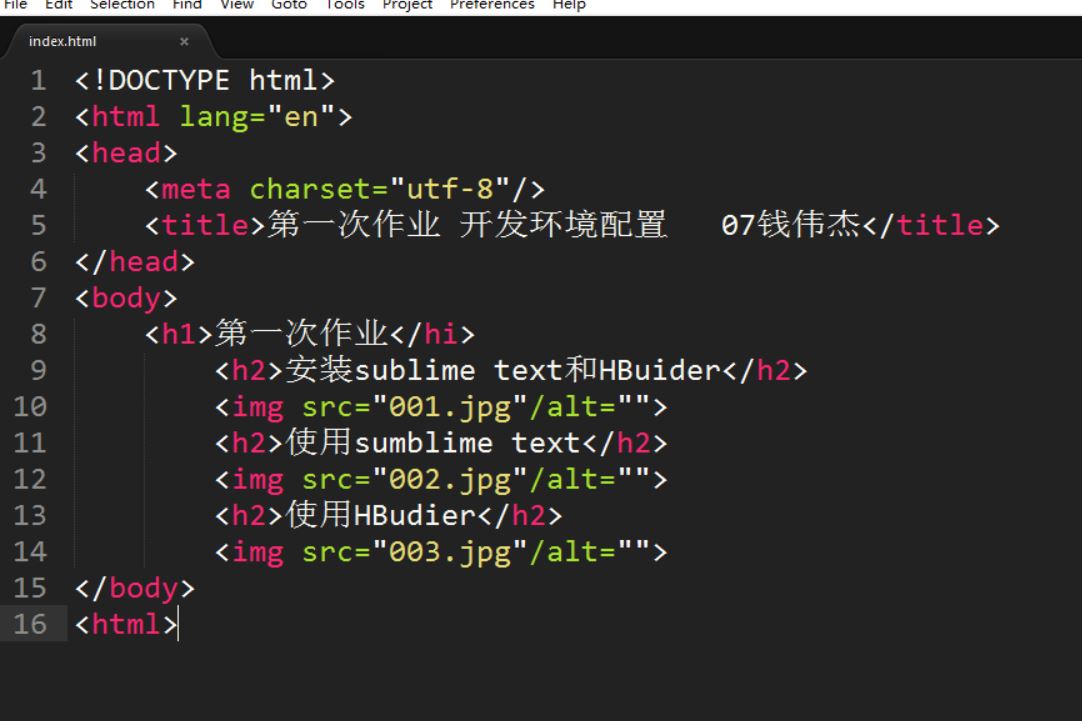 File Edit Selection Find View Goto Tools Project Preferences Help
index.html ×
1 <!DOCTYPE html>
2 <html lang="en">
3 <head>
4 <meta charset="utf-8"/>
5 <title>第一次作业 开发环境配置 07钱伟杰</title>
6 </head>
7 <body>
8 <h1>第一次作业</hi>
9 <h2>安装sublime text和HBuider</h2>
10 <img src="001.jpg"/alt="">
11 <h2>使用sumblime text</h2>
12 <img src="002.jpg"/alt="">
13 <h2>使用HBudier</h2>
14 <img src="003.jpg"/alt="">
15 </body>
16 <html>